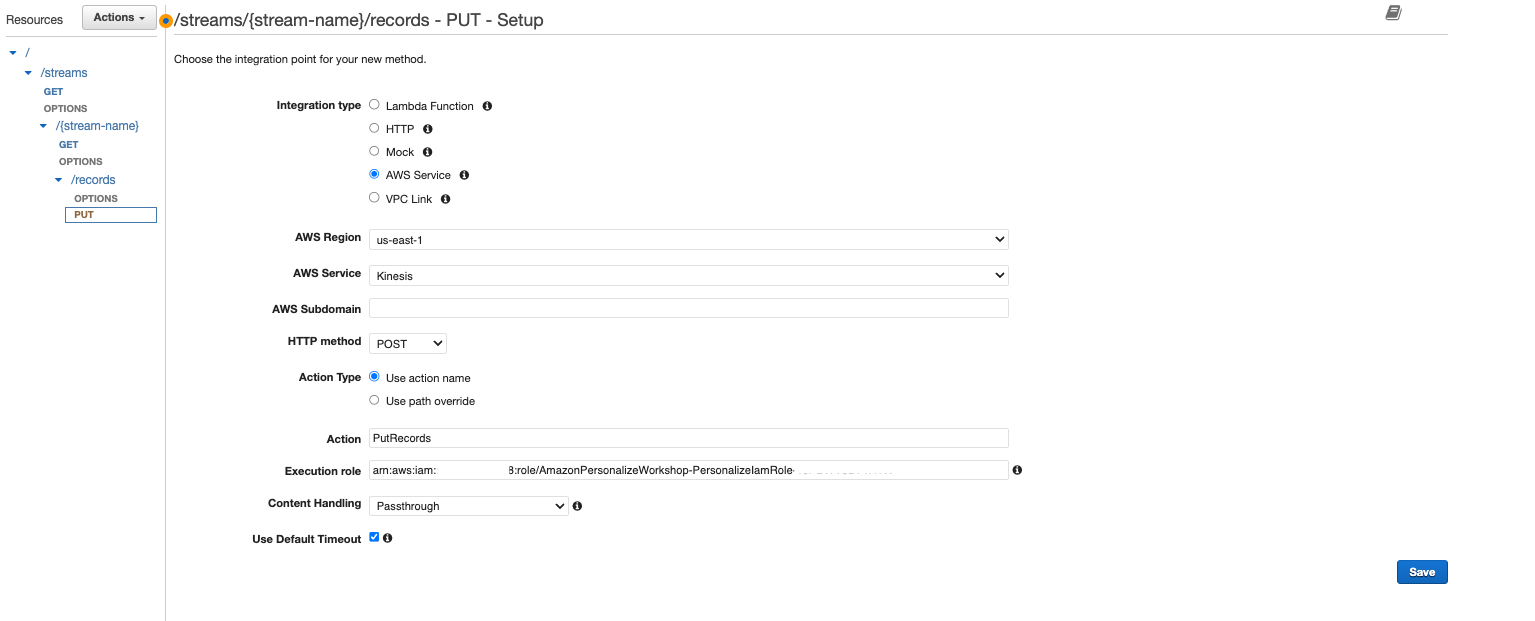 Resources
Actions
/
/streams
GET
OPTIONS
/{stream-name}
GET
OPTIONS
/records
OPTIONS
PUT
/streams/{stream-name}/records - PUT - Setup
Choose the integration point for your new method.
Integration type
Lambda Function
HTTP
Mock
AWS Service
VPC Link
AWS Region us-east-1
AWS Service Kinesis
AWS Subdomain
HTTP method POST
Action Type
Use action name
Use path override
Action PutRecords
Execution role arn:aws:iam: 8:role/AmazonPersonalizeWorkshop-PersonalizeIamRole-
Content Handling Passthrough
Use Default Timeout
Save